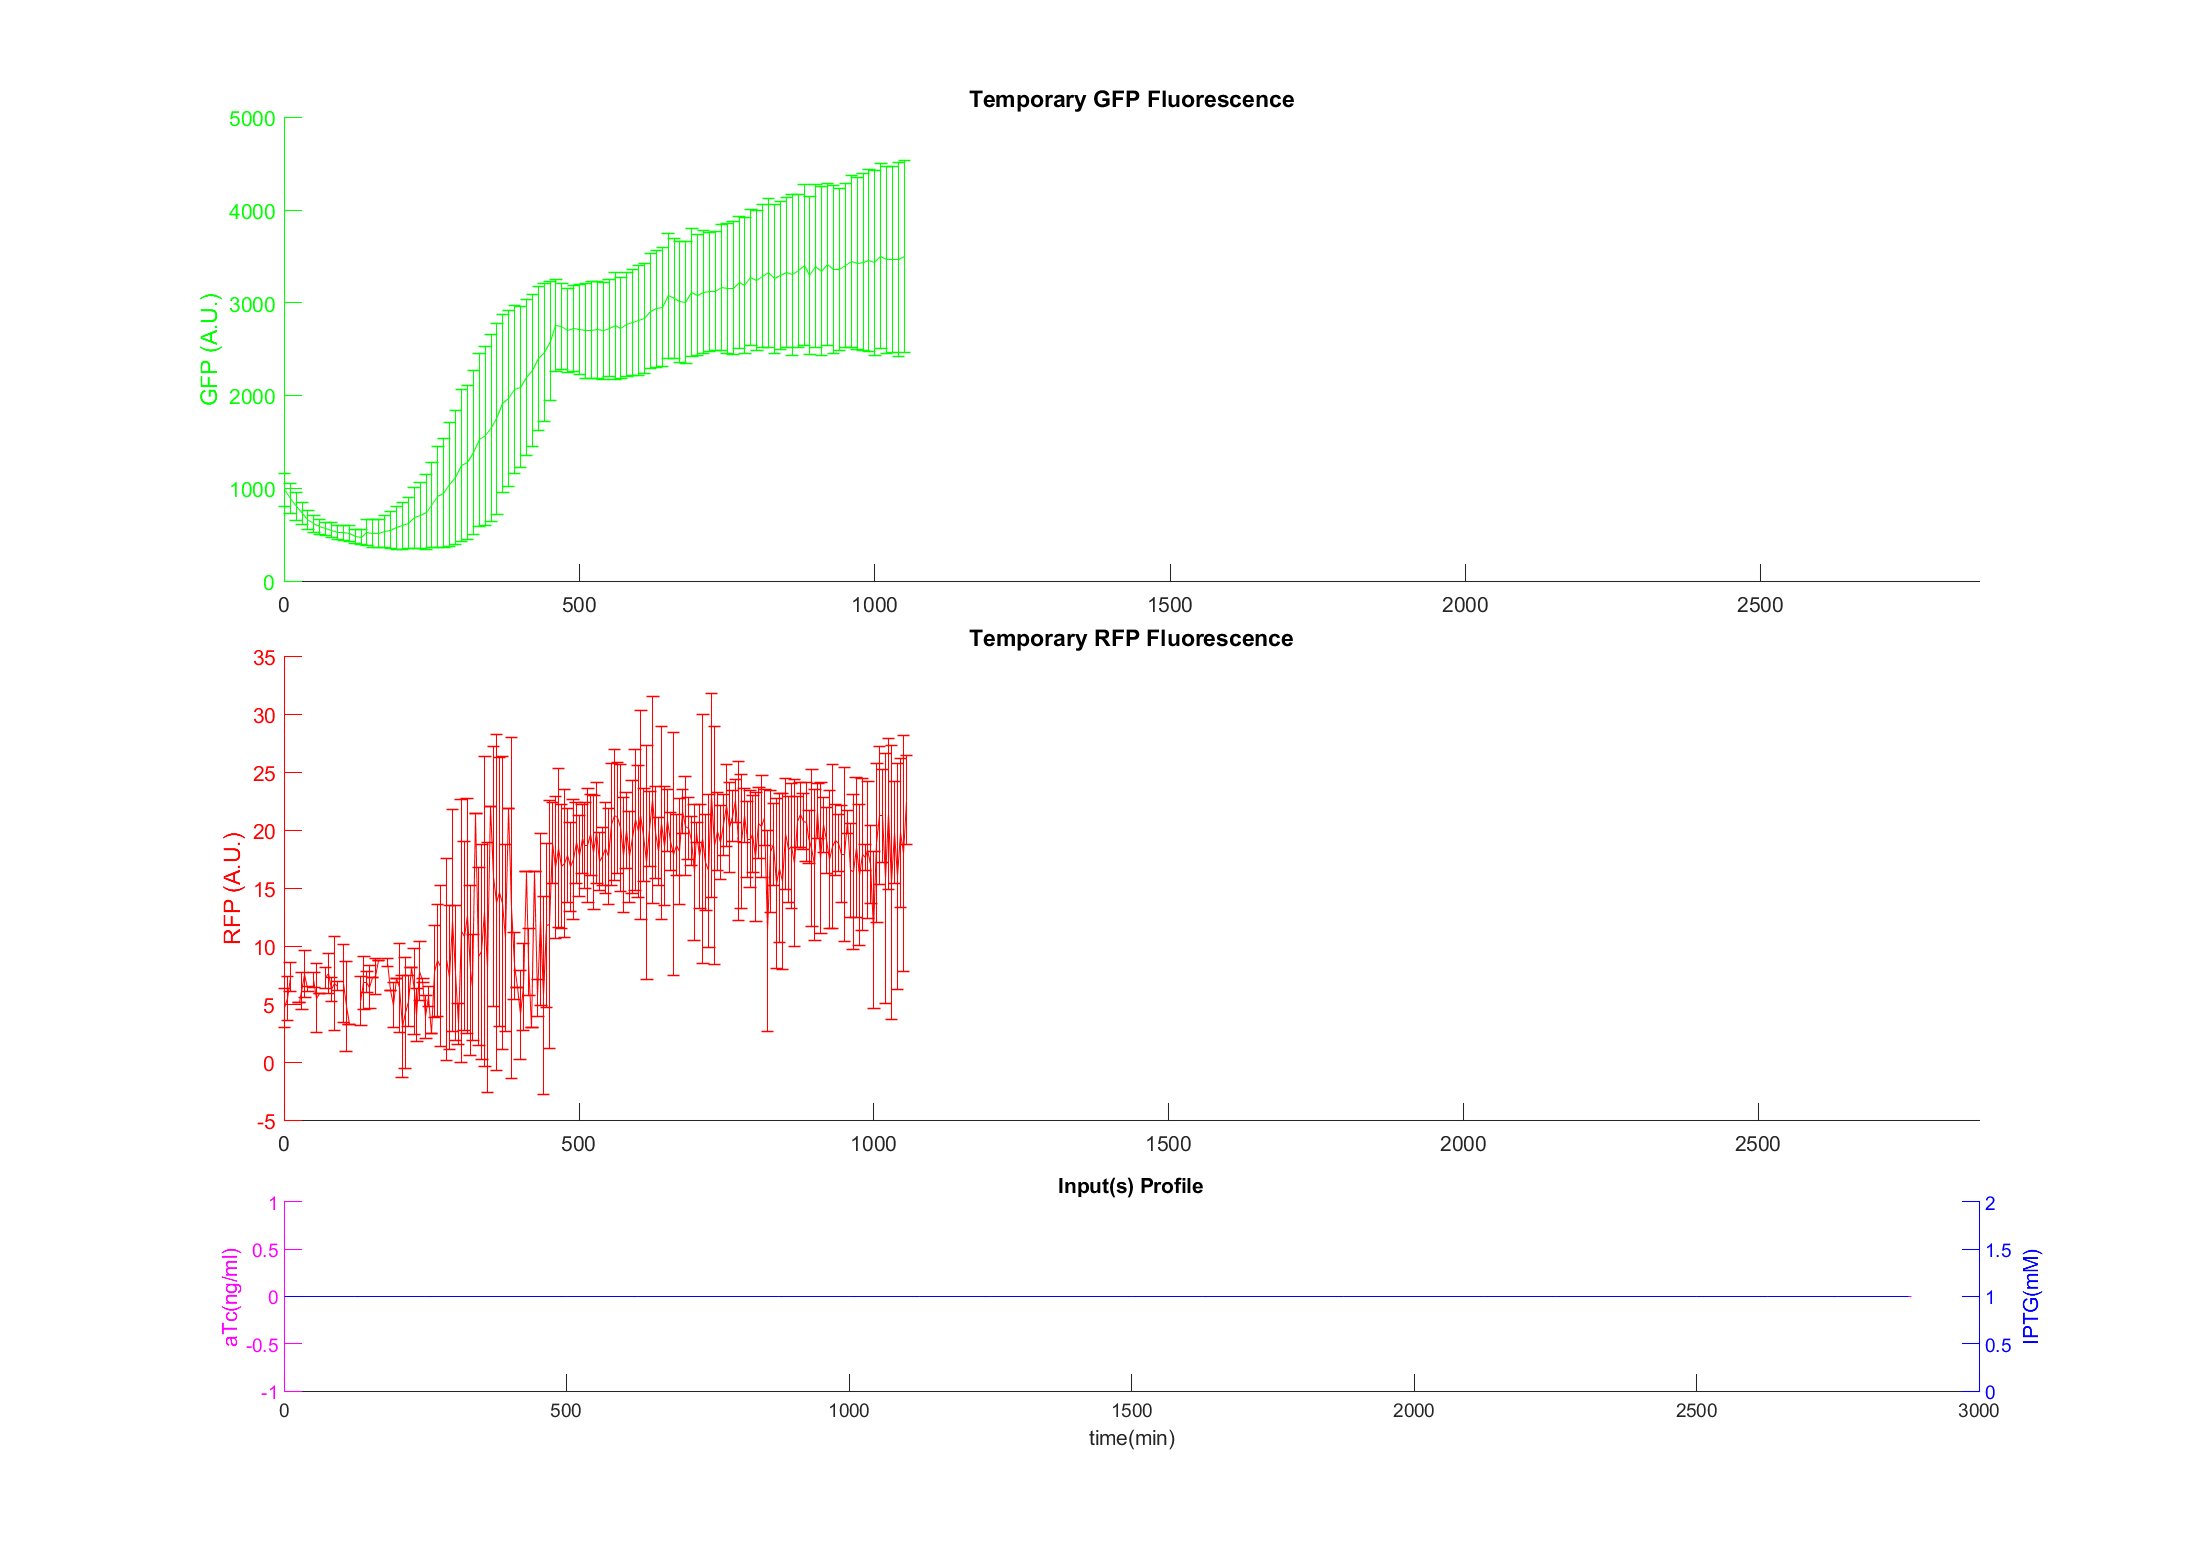 Temporary GFP Fluorescence
5000
4000
3000
2000
1000
0
GFP (A.U.)
0 500 1000 1500 2000 2500
Temporary RFP Fluorescence
35
30
25
20
15
10
5
0
-5
RFP (A.U.)
0 500 1000 1500 2000 2500
Input(s) Profile
1
0.5
0
-0.5
-1
aTc(ng/ml)
2
1.5
1
0.5
0
IPTG(mM)
0 500 1000 1500 2000 2500 3000
time(min)